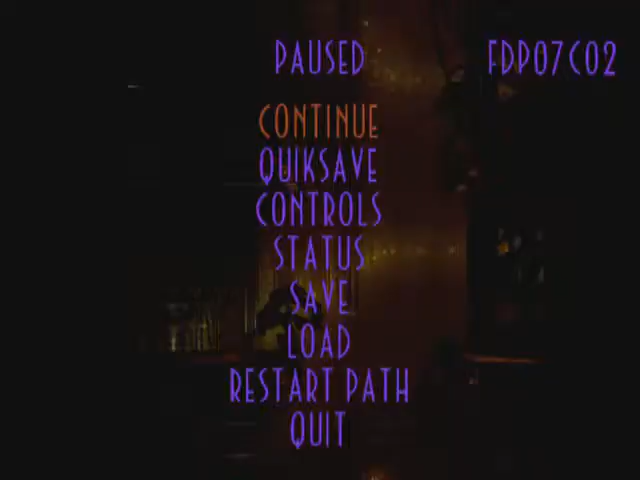 PAUSED
FDP07C02
CONTINUE
QUIKSAVE
CONTROLS
STATUS
SAVE
LOAD
RESTART PATH
QUIT